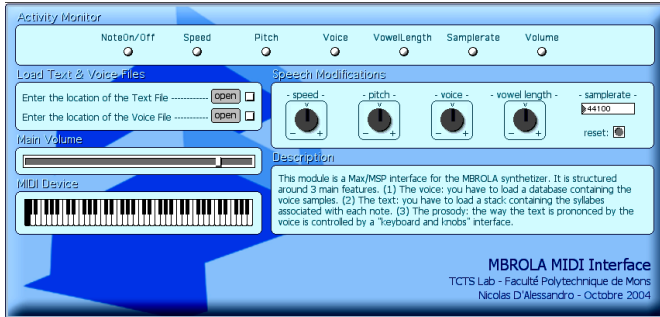 Activity Monitor
NoteOn/Off Speed Pitch Voice VowelLength Samplerate Volume
Load Text & Voice Files
Enter the location of the Text File ------------ open
Enter the location of the Voice File ----------- open
Main Volume
MIDI Device
Speech Modifications
- speed - - pitch - - voice - - vowel length - - samplerate -
44100
reset:
Description
This module is a Max/MSP interface for the MBROLA synthetizer. It is structured
around 3 main features. (1) The voice: you have to load a database containing the
voice samples. (2) The text: you have to load a stack containing the syllabes
associated with each note. (3) The prosody: the way the text is prononced by the
voice is controlled by a "keyboard and knobs" interface.
MBROLA MIDI Interface
TCTS Lab - Faculté Polytechnique de Mons
Nicolas D'Alessandro - Octobre 2004